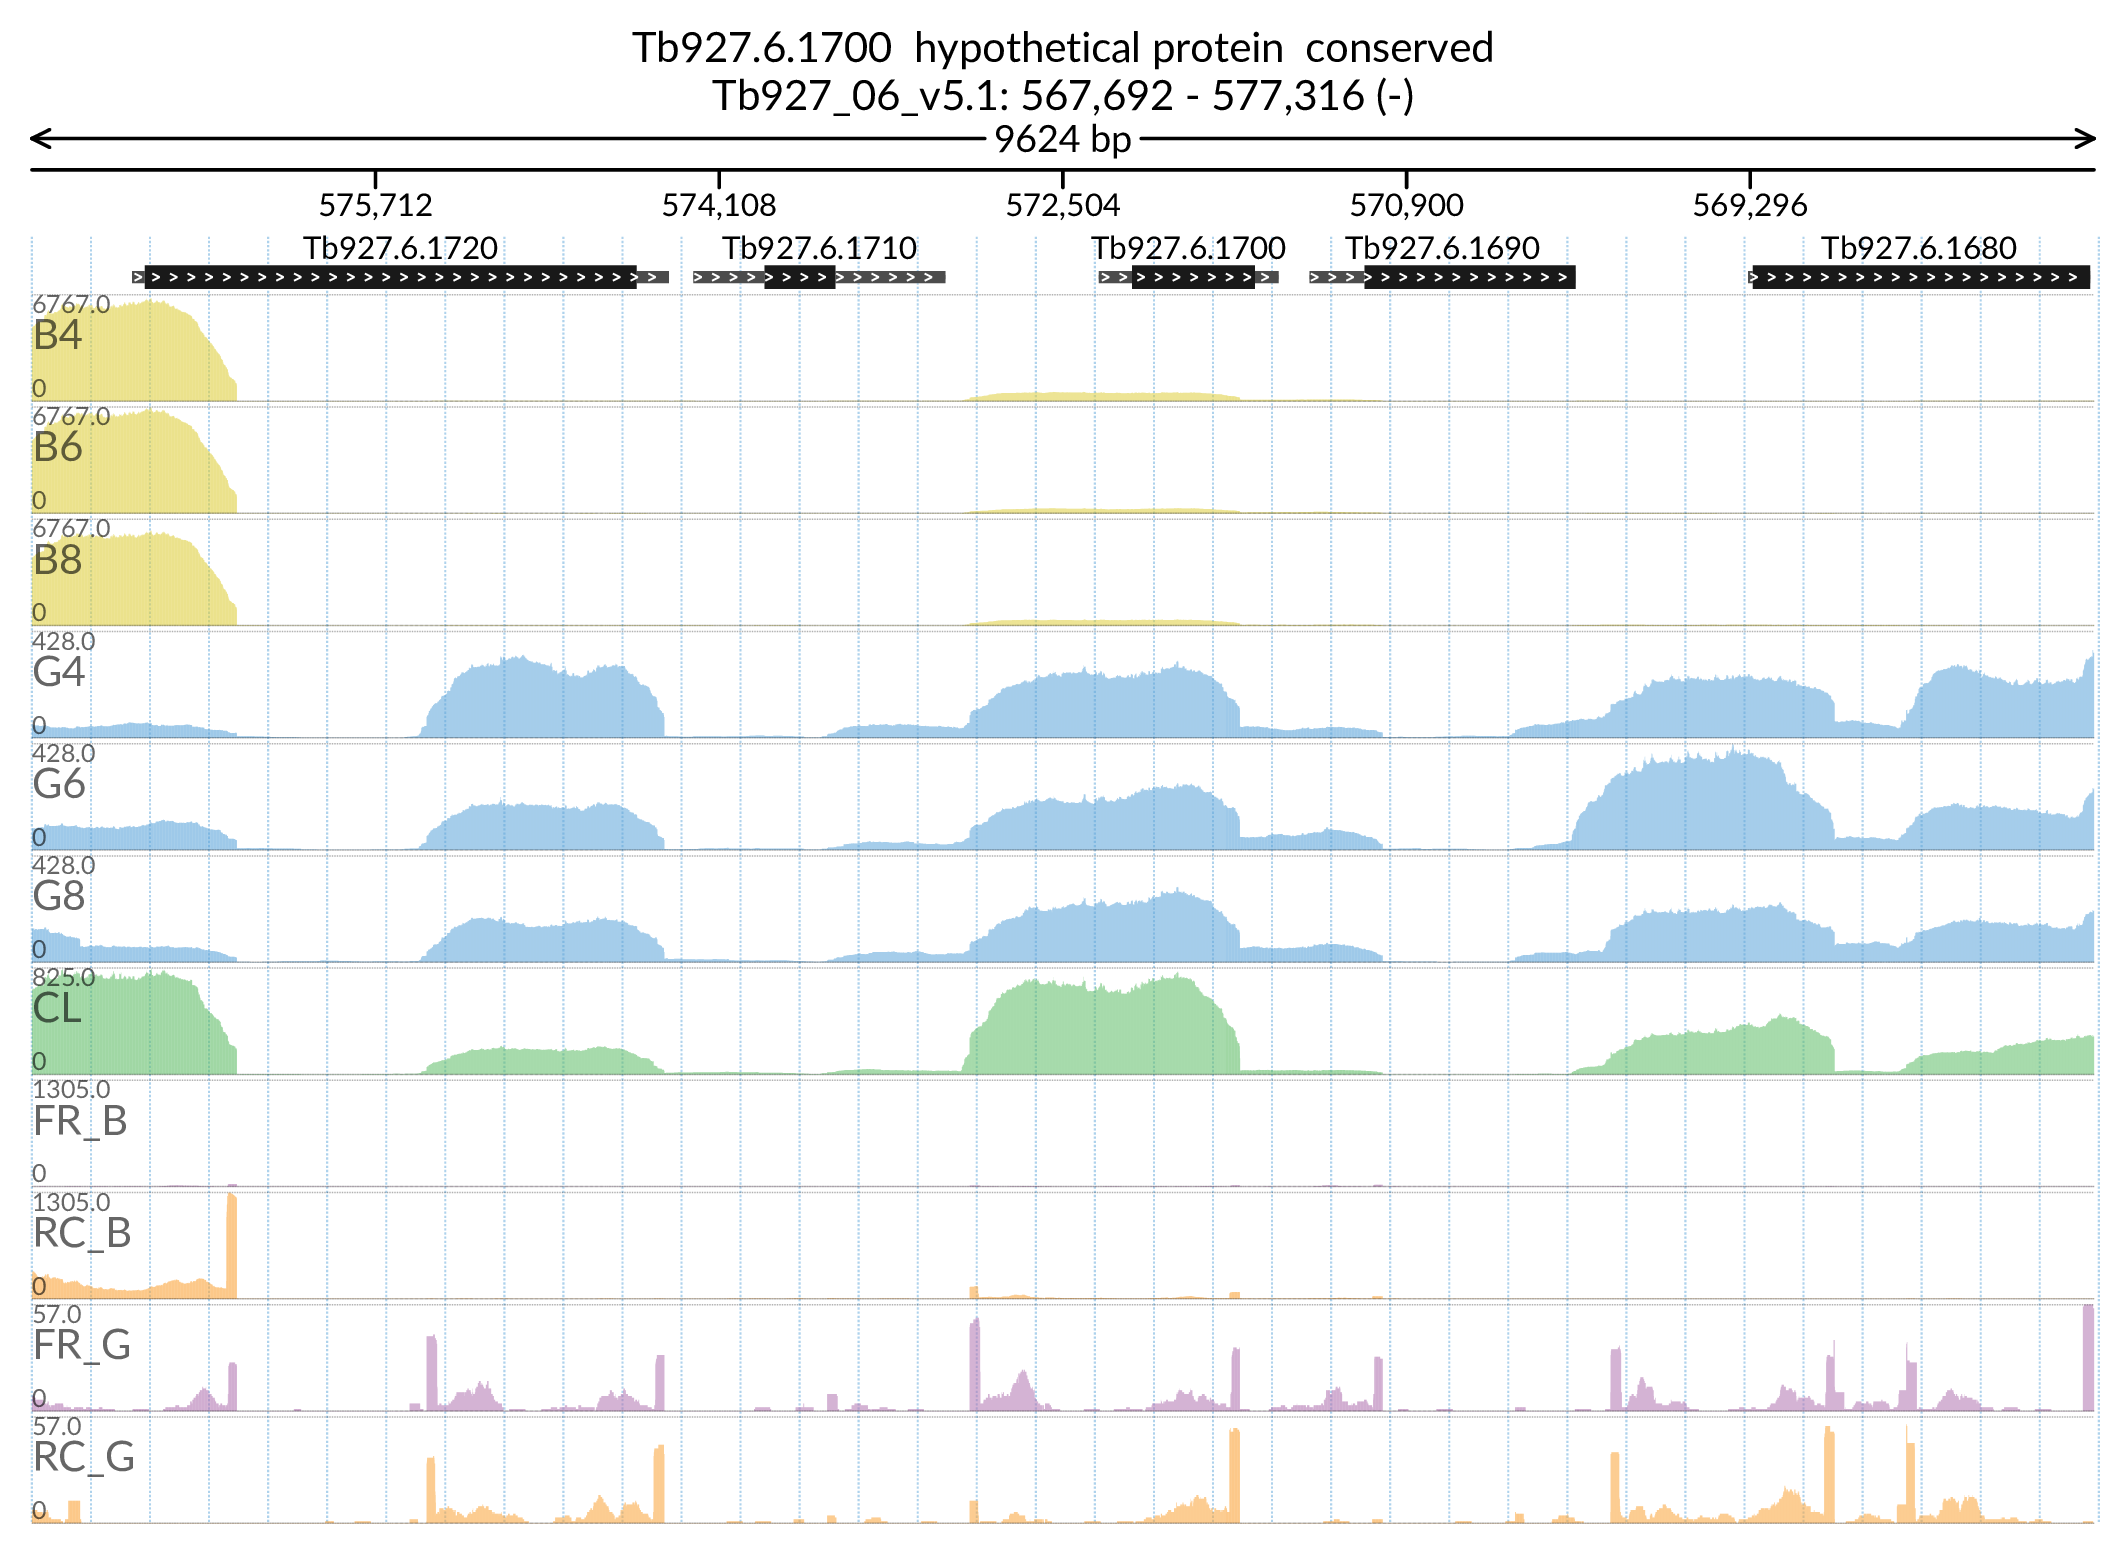 Tb927.6.1700 hypothetical protein conserved
Tb927_06_v5.1: 567,692 - 577,316 (-)
9624 bp
575,712 574,108 572,504 570,900 569,296
Tb927.6.1720 Tb927.6.1710 Tb927.6.1700 Tb927.6.1690 Tb927.6.1680
6767.0
B4
0
6767.0
B6
0
6767.0
B8
0
428.0
G4
0
428.0
G6
0
428.0
G8
0
825.0
CL
0
1305.0
FR_B
0
1305.0
RC_B
0
57.0
FR_G
0
57.0
RC_G
0